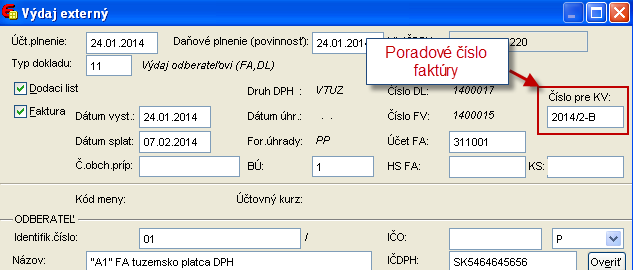 Výdaj externý
Účt.plnenie: 24.01.2014 Daňové plnenie (povinnosť): 24.01.2014 220
Typ dokladu: 11 Výdaj odberateľovi (FA,DL)
Poradové číslo
faktúry
Dodací list Druh DPH : VTUZ Číslo DL: 1400017 Číslo pre KV:
Faktura Dátum vyst.: 24.01.2014 Dátum úhr.: . . Číslo FV: 1400015 2014/2-B
Dátum splat: 07.02.2014 For.úhrady: PP Účet FA: 311001
Č.obch.príp: BÚ: 1 HS FA: KS:
Kód meny: Účtovný kurz:
ODBERATEĽ
Identifik.číslo: 01 / IČO: P
Názov: "A1" FA tuzemsko platca DPH IČDPH: SK5464645656 Overiť